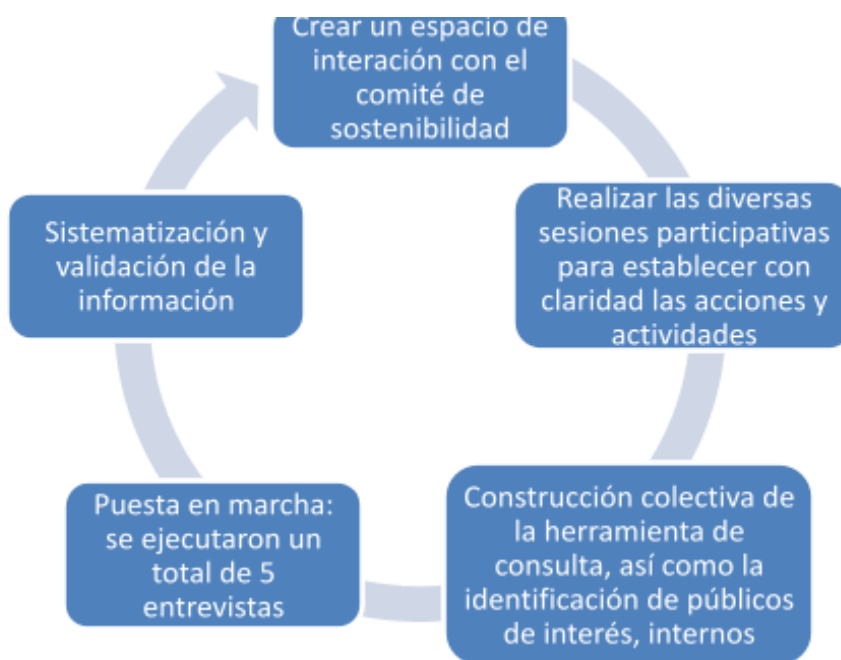 Crear un espacio de
interación con el
comité de
sostenibilidad
Realizar las diversas
sesiones participativas
para establecer con
claridad las acciones y
actividades
Construcción colectiva de
la herramienta de
consulta, así como la
identificación de públicos
de interés, internos
Puesta en marcha:
se ejecutaron un
total de 5
entrevistas
Sistematización y
validación de la
información